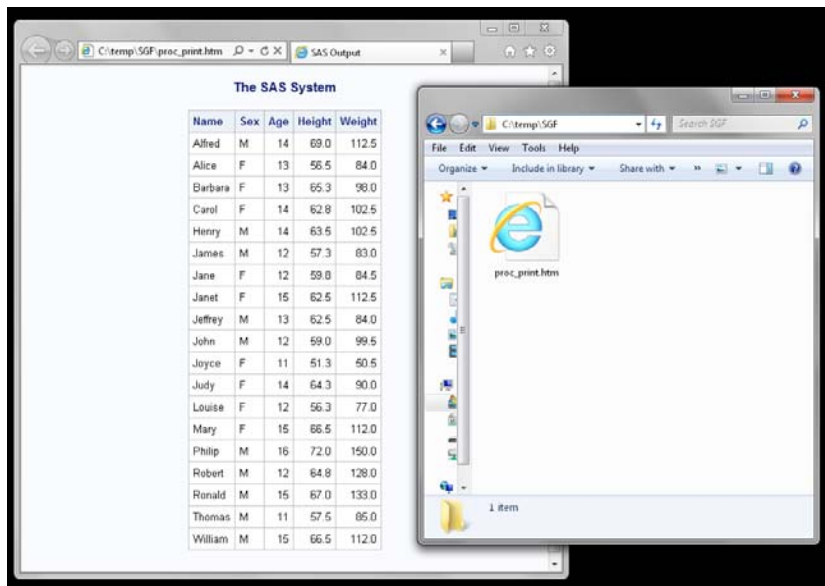 C:\temp\SGF\proc_print.htm
SAS Output
The SAS System
Name Sex Age Height Weight
Alfred M 14 69.0 112.5
Alice F 13 56.5 84.0
Barbara F 13 65.3 98.0
Carol F 14 62.8 102.5
Henry M 14 63.5 102.5
James M 12 57.3 83.0
Jane F 12 59.8 84.5
Janet F 15 62.5 112.5
Jeffrey M 13 62.5 84.0
John M 12 59.0 99.5
Joyce F 11 51.3 50.5
Judy F 14 64.3 90.0
Louise F 12 56.3 77.0
Mary F 15 66.5 112.0
Philip M 16 72.0 150.0
Robert M 12 64.8 128.0
Ronald M 15 67.0 133.0
Thomas M 11 57.5 85.0
William M 15 66.5 112.0
C:\temp\SGF
Search SGF
File Edit View Tools Help
Organize Include in library Share with
proc_print.htm
1 item